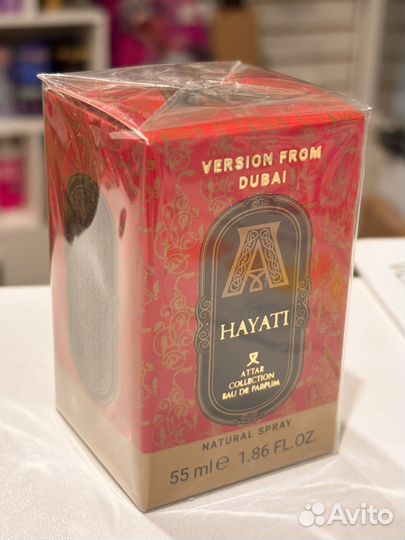 VERSION FROM
DUBAI
A
HAYATI
ATTAR
COLLECTION
EAU DE PARFUM
NATURAL SPRAY
55 ml e 1.86 FL.OZ.
Avito